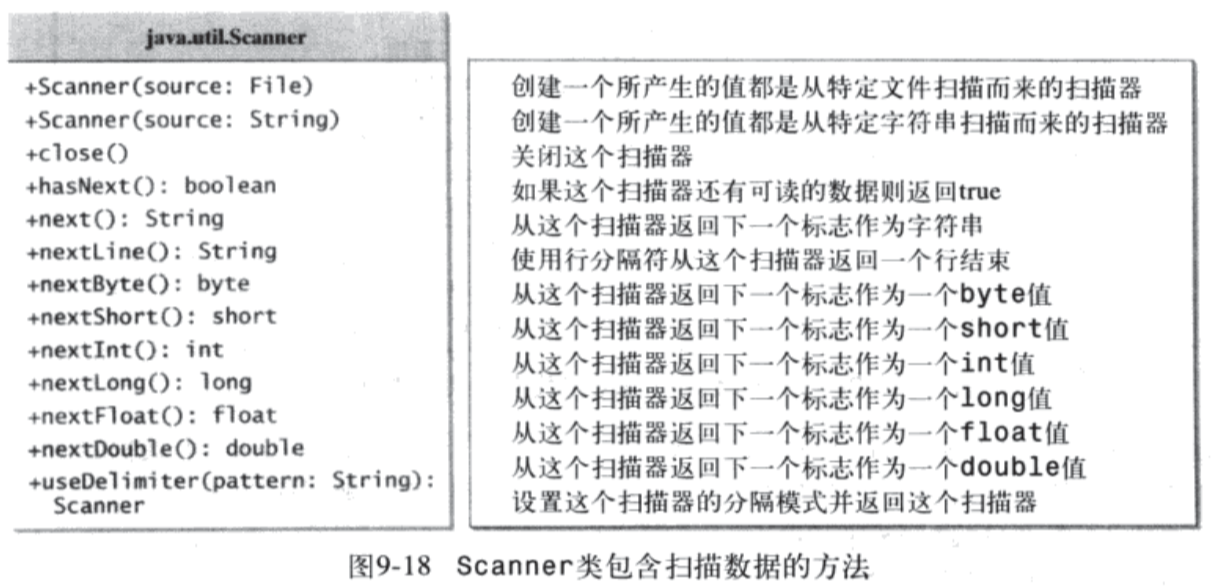 java.util.Scanner
+Scanner(source: File)
创建一个所产生的值都是从特定文件扫描而来的扫描器
+Scanner(source: String)
创建一个所产生的值都是从特定字符串扫描而来的扫描器
+close()
关闭这个扫描器
+hasNext(): boolean
如果这个扫描器还有可读的数据则返回true
+next(): String
从这个扫描器返回下一个标志作为字符串
+nextLine(): String
使用行分隔符从这个扫描器返回一个行结束
+nextByte(): byte
从这个扫描器返回下一个标志作为一个byte值
+nextShort(): short
从这个扫描器返回下一个标志作为一个short值
+nextInt(): int
从这个扫描器返回下一个标志作为一个int值
+nextLong(): long
从这个扫描器返回下一个标志作为一个long值
+nextFloat(): float
从这个扫描器返回下一个标志作为一个float值
+nextDouble(): double
从这个扫描器返回下一个标志作为一个double值
+useDelimiter(pattern: String):
Scanner
设置这个扫描器的分隔模式并返回这个扫描器
图9-18 Scanner类包含扫描数据的方法